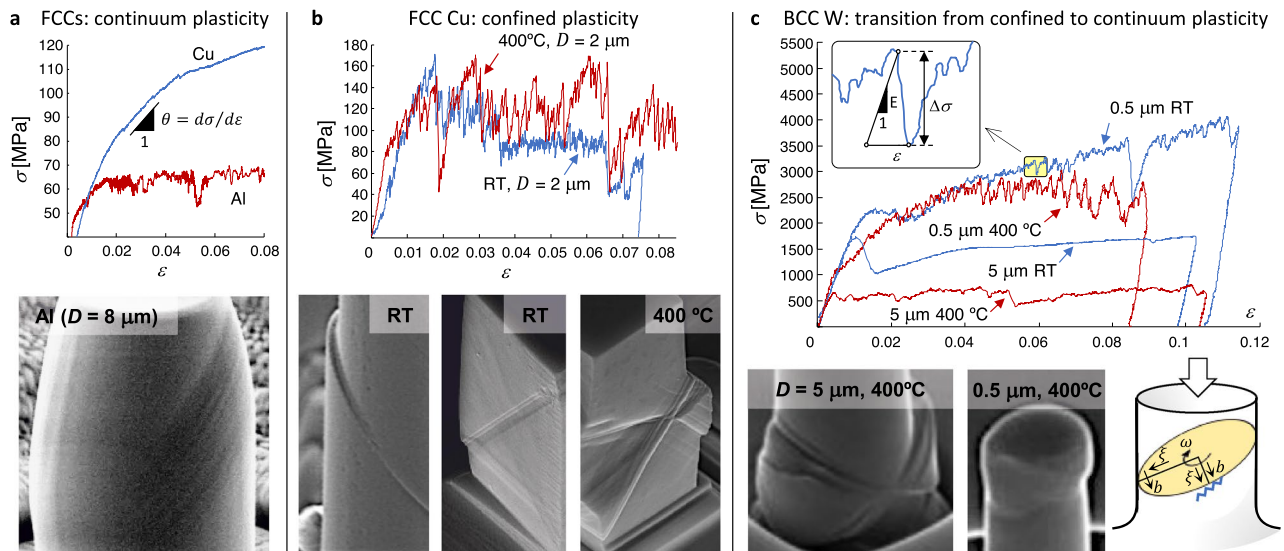 a FCCs: continuum plasticity
σ [MPa]
120
110
100
90
80
70
60
50
Cu
θ = dσ/dε
1
Al
0
0.02
0.04
0.06
0.08
ε
Al (D = 8 μm)
b FCC Cu: confined plasticity
σ [MPa]
180
160
140
120
100
80
60
40
20
0
400°C, D = 2 μm
RT, D = 2 μm
0.00
0.01
0.02
0.03
0.04
0.05
0.06
0.07
0.08
ε
RT
RT
400 ºC
c BCC W: transition from confined to continuum plasticity
σ [MPa]
5500
5000
4500
4000
3500
3000
2500
2000
1500
1000
500
E
1
Δσ
ε
0.5 μm RT
0.5 μm 400 ºC
5 μm RT
5 μm 400 ºC
0.00
0.02
0.04
0.06
0.08
0.1
0.12
ε
D = 5 μm, 400ºC
0.5 μm, 400ºC
ω
ξ
ξ
b
b